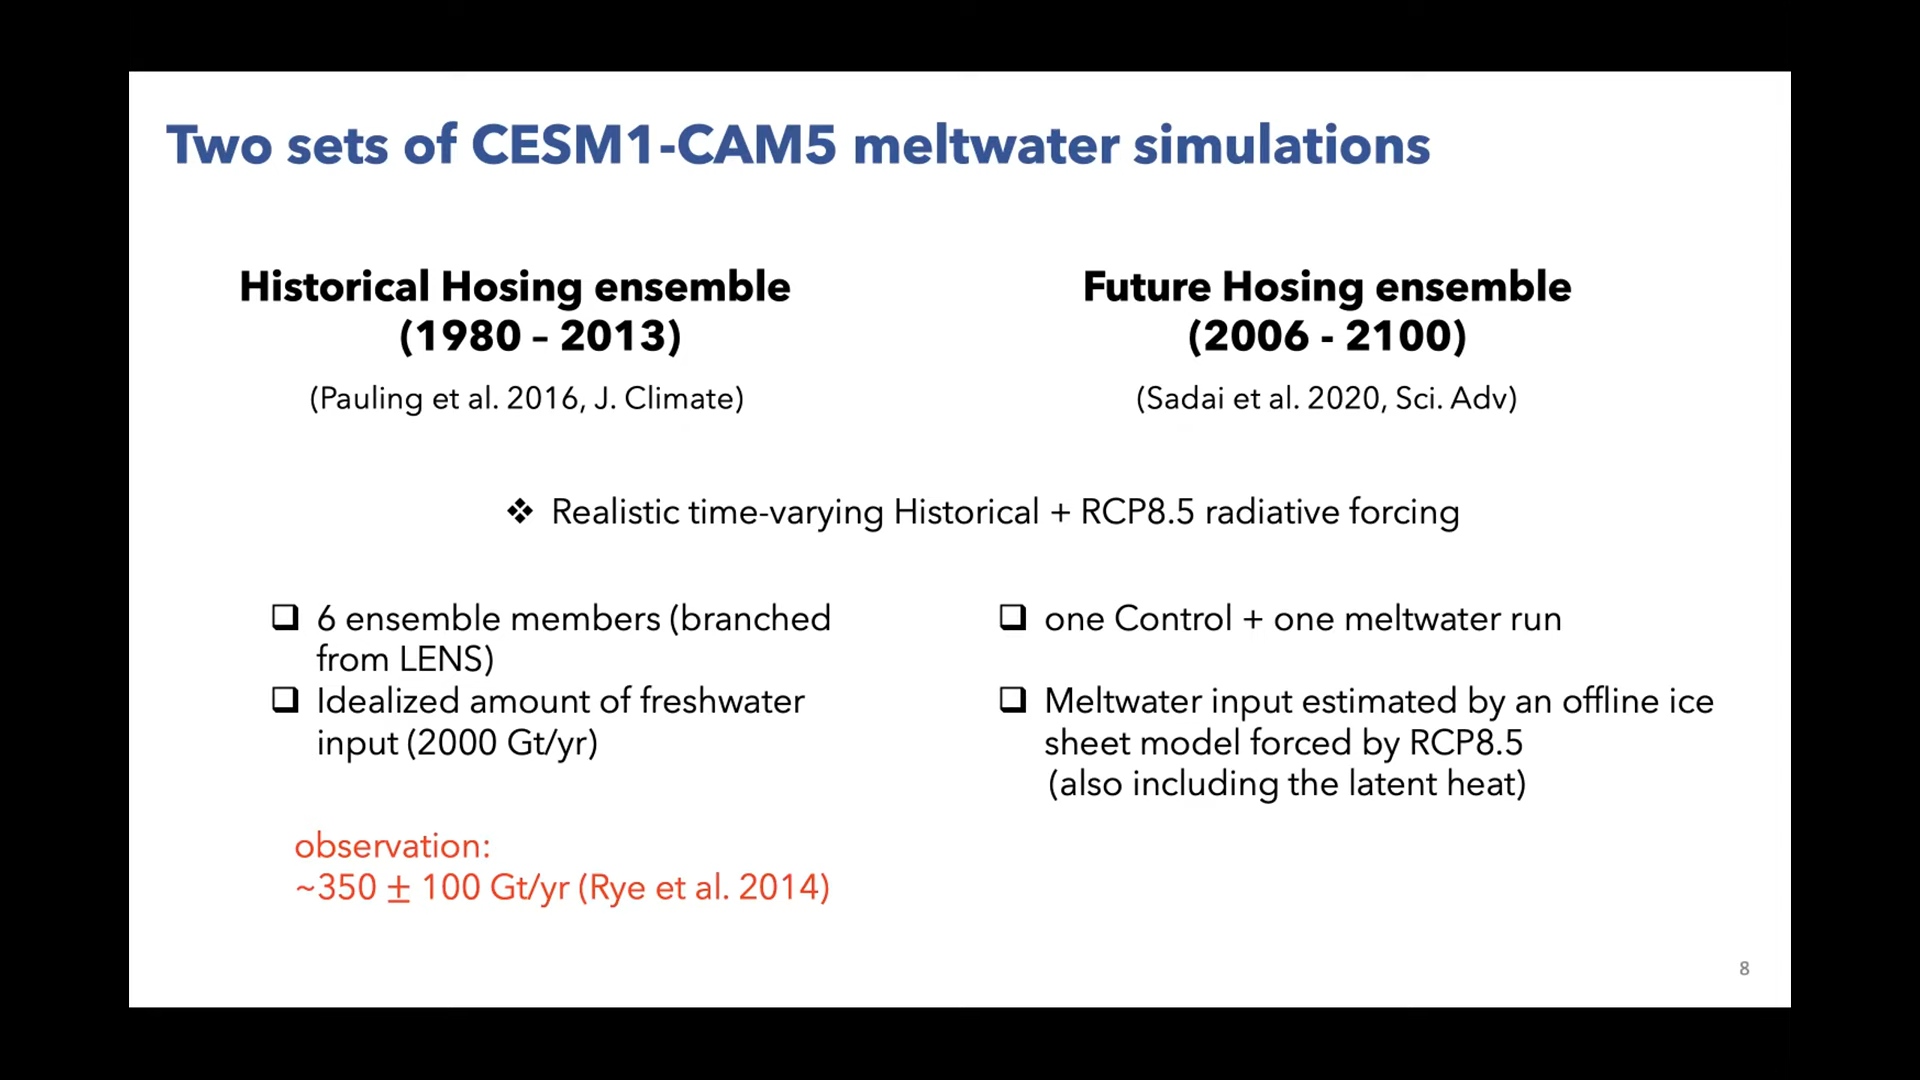 Two sets of CESM1-CAM5 meltwater simulations
Historical Hosing ensemble
(1980 – 2013)
(Pauling et al. 2016, J. Climate)
Future Hosing ensemble
(2006 - 2100)
(Sadai et al. 2020, Sci. Adv)
❖ Realistic time-varying Historical + RCP8.5 radiative forcing
❑ 6 ensemble members (branched
from LENS)
❑ Idealized amount of freshwater
input (2000 Gt/yr)
observation:
~350 ± 100 Gt/yr (Rye et al. 2014)
❑ one Control + one meltwater run
❑ Meltwater input estimated by an offline ice
sheet model forced by RCP8.5
(also including the latent heat)
8